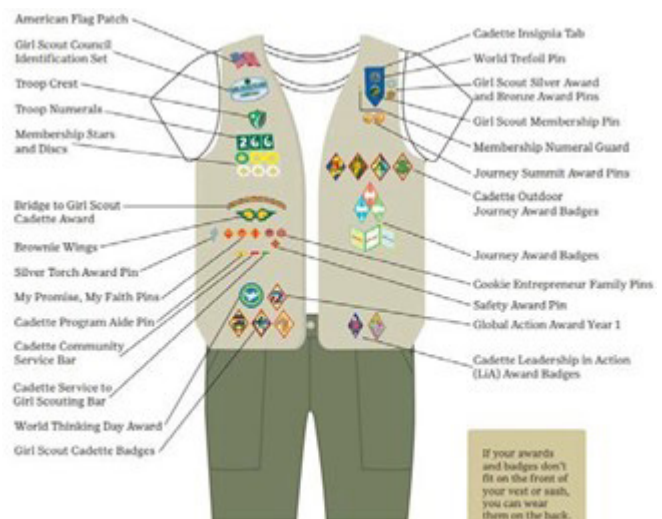 American Flag Patch
Girl Scout Council
Identification Set
Troop Crest
Troop Numerals
Membership Stars
and Discs
Bridge to Girl Scout
Cadette Award
Brownie Wings
Silver Torch Award Pin
My Promise, My Faith Pins
Cadette Program Aide Pin
Cadette Community
Service Bar
Cadette Service to
Girl Scouting Bar
World Thinking Day Award
Girl Scout Cadette Badges
266
Cadette Insignia Tab
World Trefoil Pin
Girl Scout Silver Award
and Bronze Award Pins
Girl Scout Membership Pin
Membership Numeral Guard
Journey Summit Award Pins
Cadette Outdoor
Journey Award Badges
Journey Award Badges
Cookie Entrepreneur Family Pins
Safety Award Pin
Global Action Award Year 1
Cadette Leadership in Action
(LiA) Award Badges
If your awards
and badges don't
fit on the front of
your vest or sash,
you can wear
them on the back.